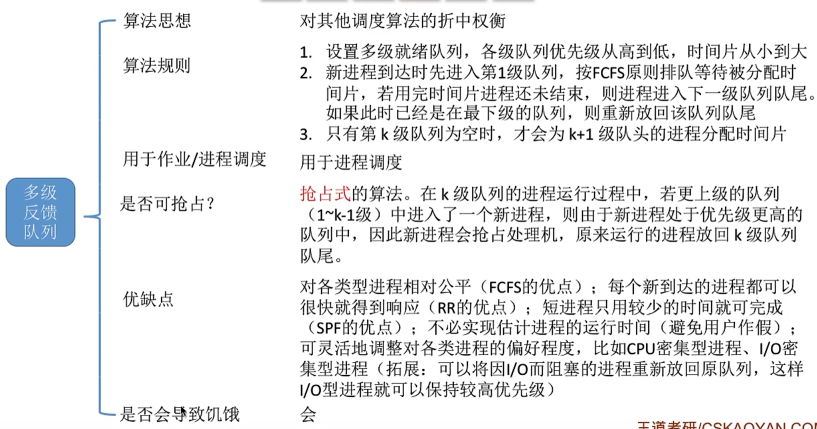 算法思想
对其他调度算法的折中权衡
算法规则
1. 设置多级就绪队列，各级队列优先级从高到低，时间片从小到大
2. 新进程到达时先进入第1级队列，按FCFS原则排队等待被分配时
间片，若用完时间片进程还未结束，则进程进入下一级队列队尾。
如果此时已经是在最下级的队列，则重新放回该队列队尾
3. 只有第 k 级队列为空时，才会为 k+1 级队头的进程分配时间片
用于作业/进程调度
用于进程调度
多级
反馈
队列
是否可抢占？
抢占式的算法。在 k 级队列的进程运行过程中，若更上级的队列
（1~k-1级）中进入了一个新进程，则由于新进程处于优先级更高的
队列中，因此新进程会抢占处理机，原来运行的进程放回 k 级队列
队尾。
优缺点
对各类型进程相对公平（FCFS的优点）；每个新到达的进程都可以
很快就得到响应（RR的优点）；短进程只用较少的时间就可完成
（SPF的优点）；不必实现估计进程的运行时间（避免用户作假）；
可灵活地调整对各类进程的偏好程度，比如CPU密集型进程、I/O密
集型进程（拓展：可以将因I/O而阻塞的进程重新放回原队列，这样
I/O型进程就可以保持较高优先级）
是否会导致饥饿
会
王道考研/CSKAOYAN.COM